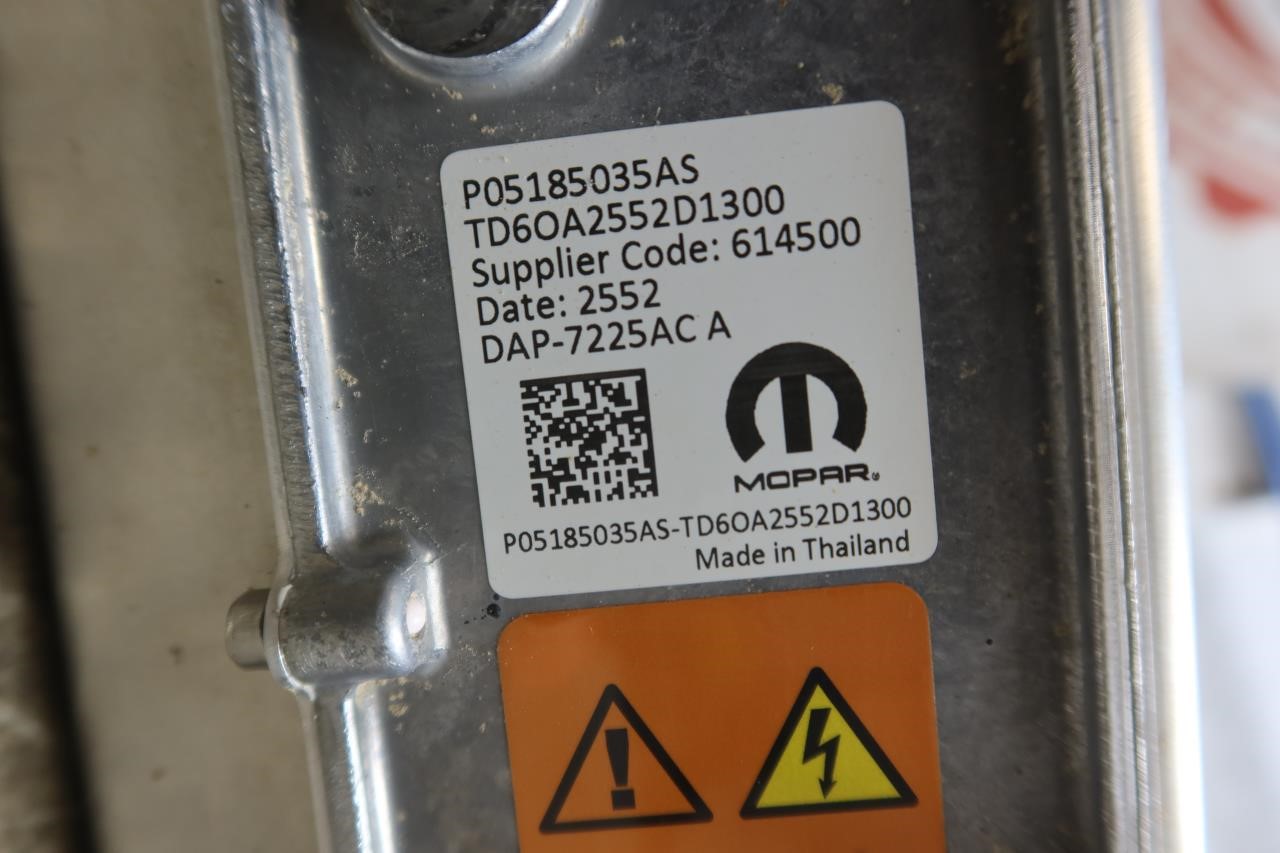 P05185035AS
TD6OA2552D1300
Supplier Code: 614500
Date: 2552
DAP-7225AC A
MOPAR®
P05185035AS-TD6OA2552D1300
Made in Thailand